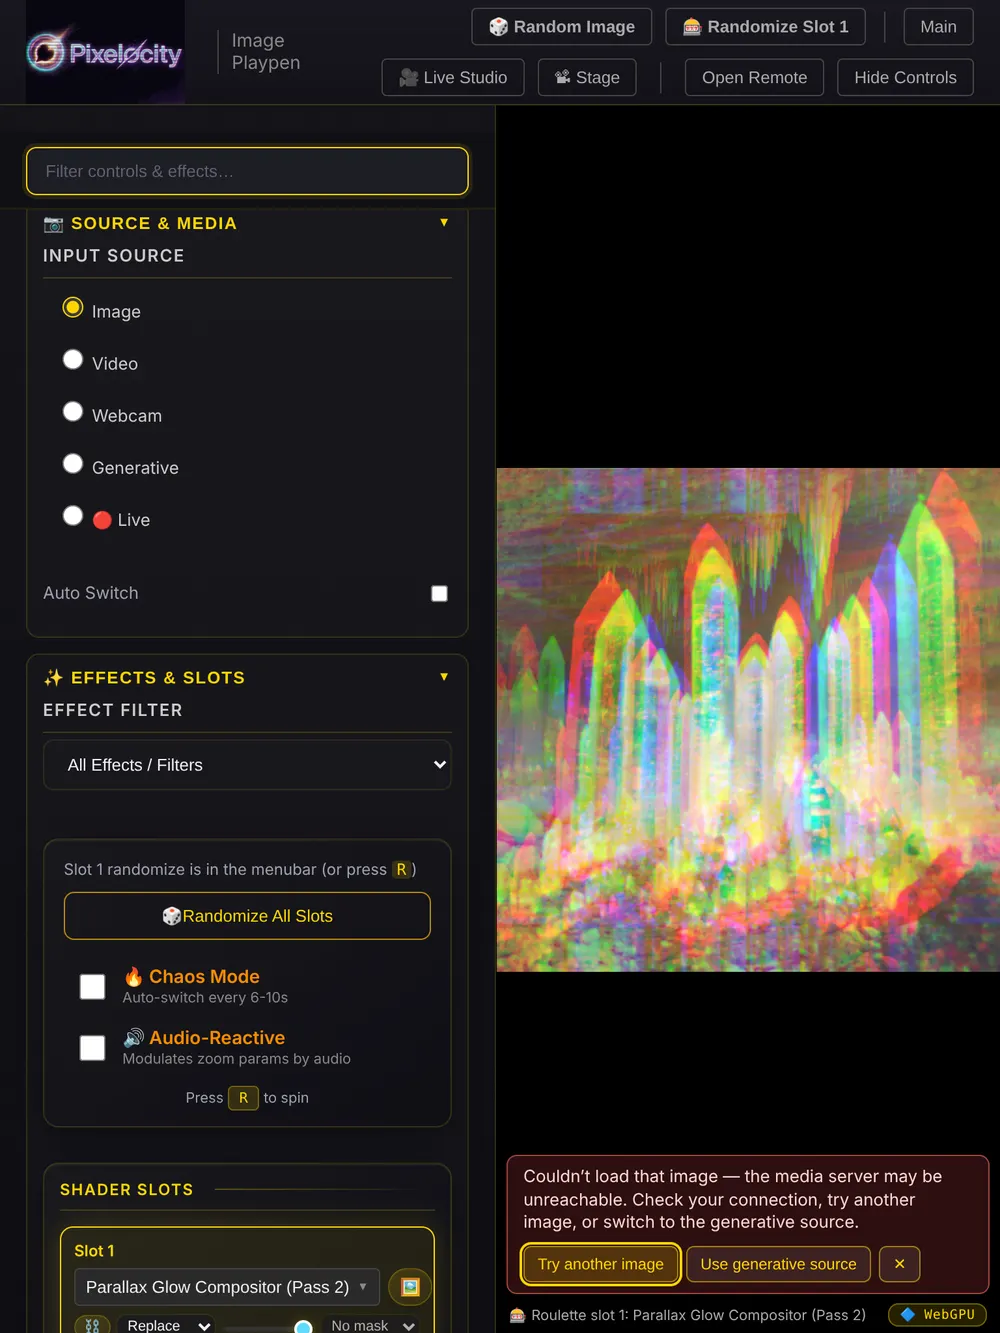 Pixeløcity
Image
Playpen
🎲 Random Image
🎰 Randomize Slot 1
Main
🎥 Live Studio
📽 Stage
Open Remote
Hide Controls
Filter controls & effects…
📷 SOURCE & MEDIA ▼
INPUT SOURCE
Image
Video
Webcam
Generative
🔴 Live
Auto Switch
✨ EFFECTS & SLOTS ▼
EFFECT FILTER
All Effects / Filters
Slot 1 randomize is in the menubar (or press R)
🎲Randomize All Slots
🔥 Chaos Mode
Auto-switch every 6-10s
🔊 Audio-Reactive
Modulates zoom params by audio
Press R to spin
SHADER SLOTS
Slot 1
Parallax Glow Compositor (Pass 2) ▼
Replace
No mask
Couldn’t load that image — the media server may be
unreachable. Check your connection, try another
image, or switch to the generative source.
Try another image
Use generative source
✕
🎰 Roulette slot 1: Parallax Glow Compositor (Pass 2)
🔷 WebGPU